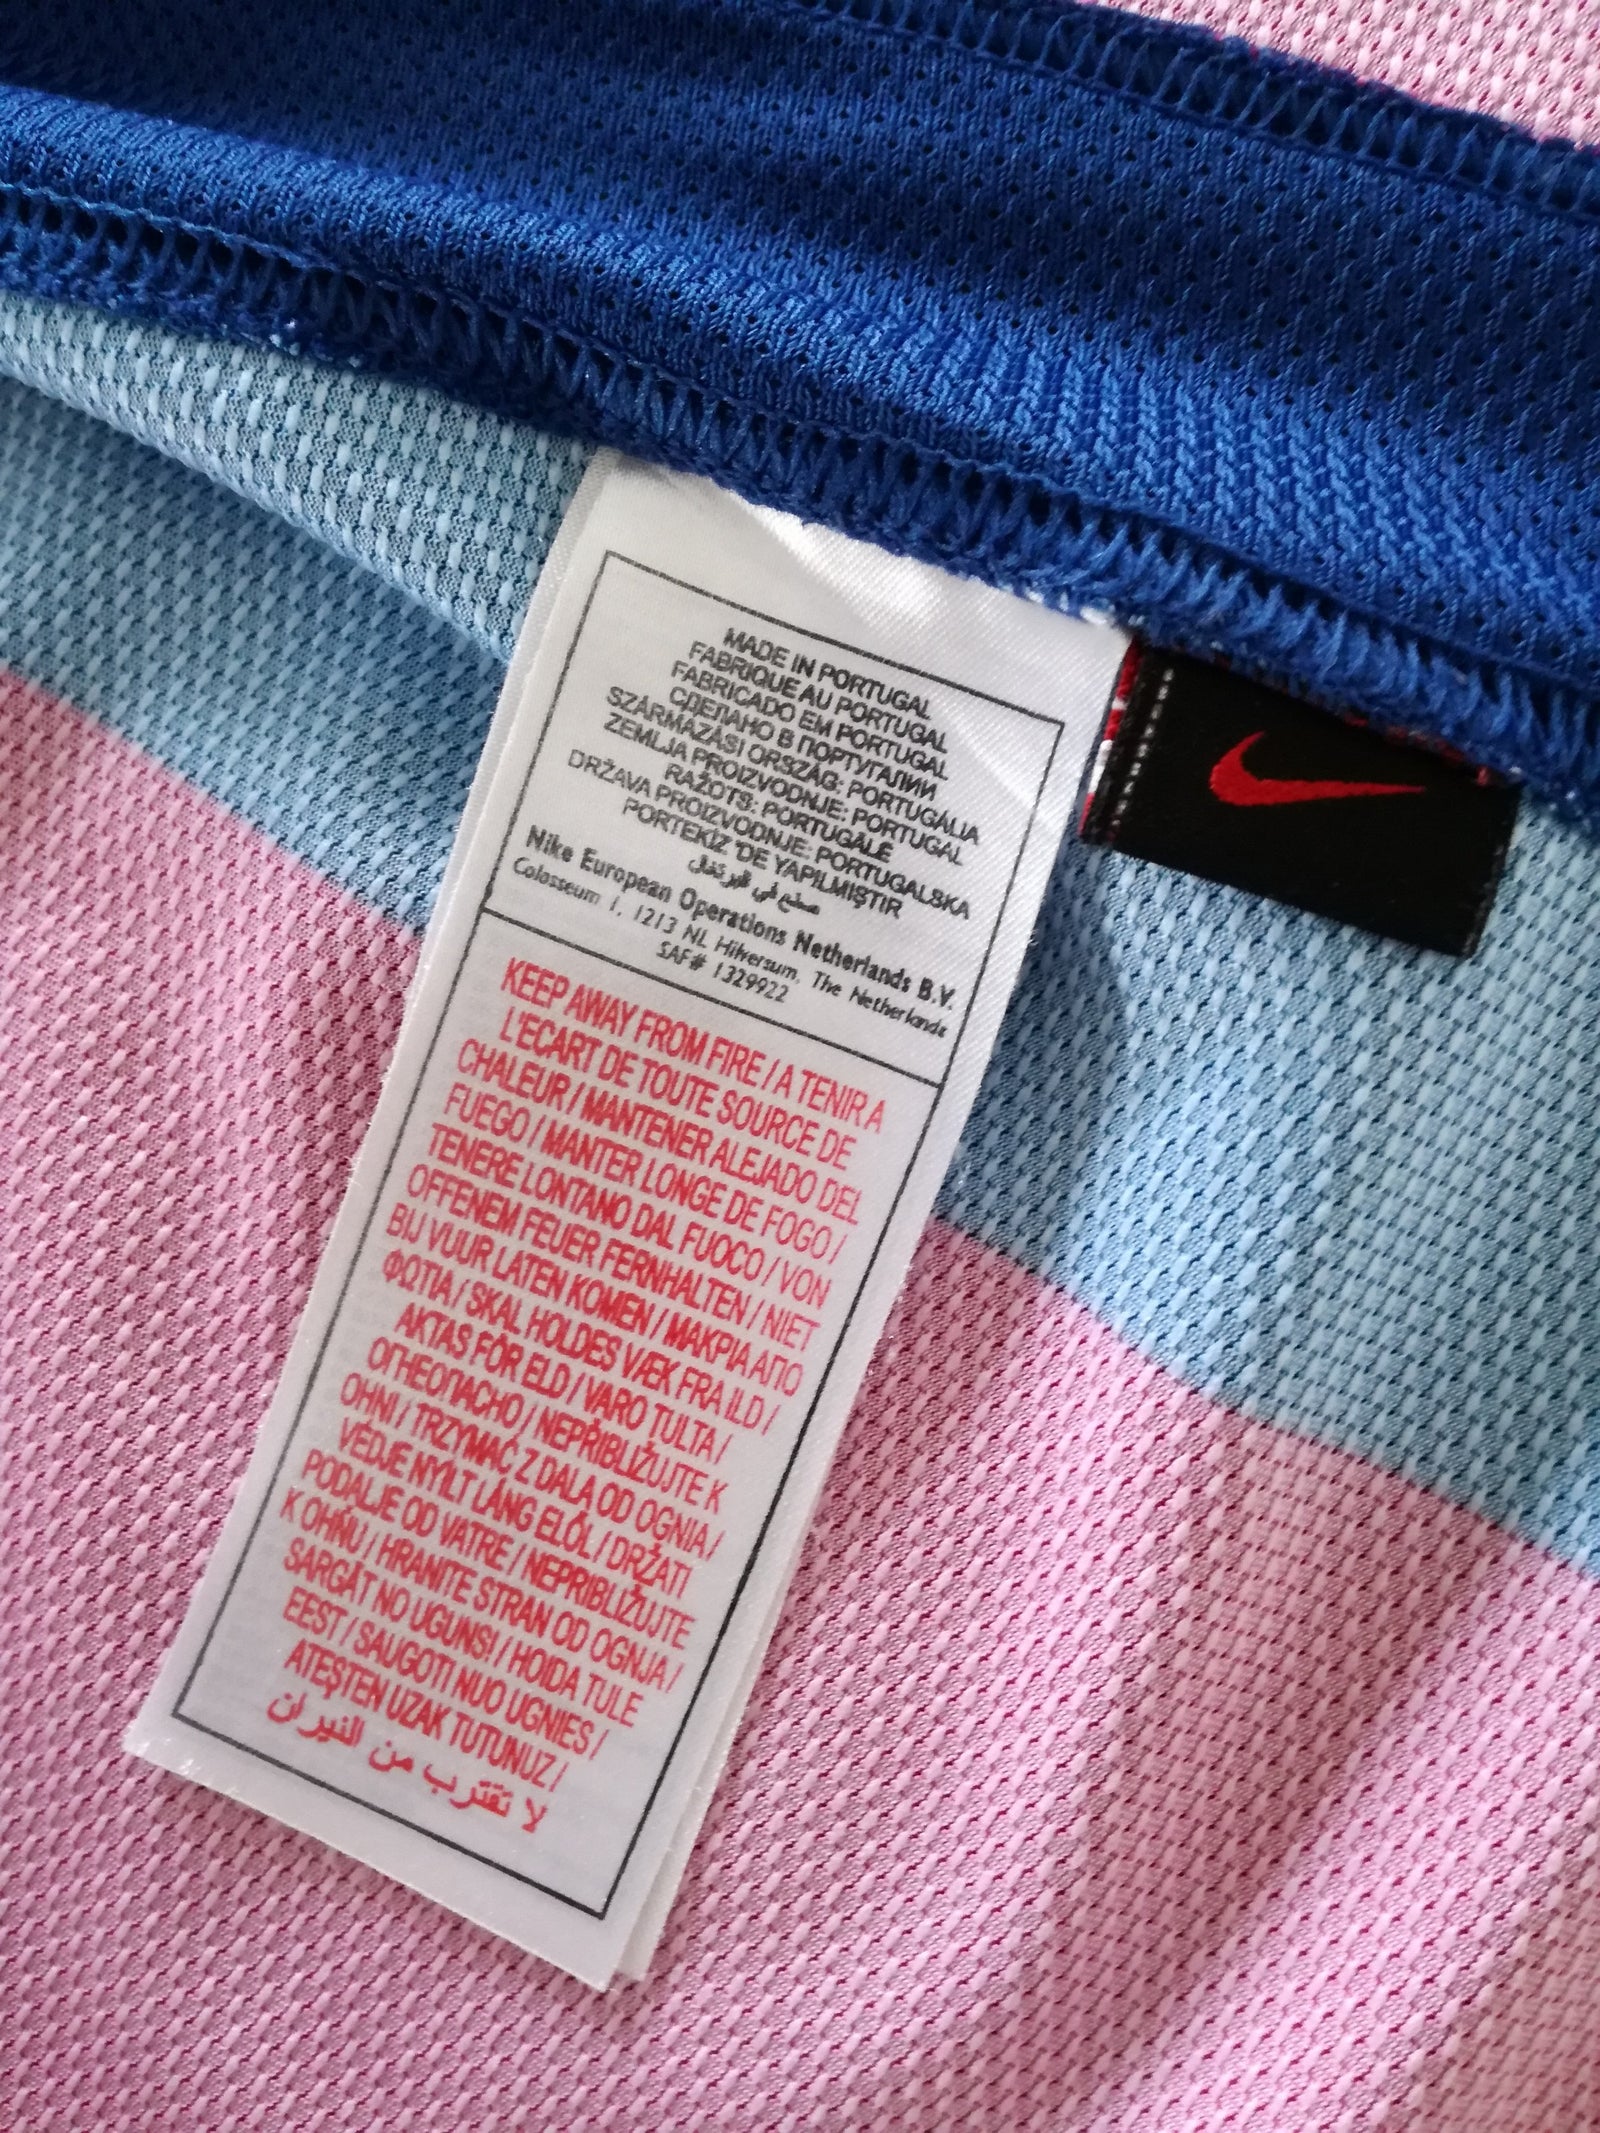 MADE IN PORTUGAL
FABRIQUE AU PORTUGAL
FABRICADO EM PORTUGAL
СДЕЛАНО В ПОРТУГАЛИИ
SZÁRMAZÁSI ORSZÁG: PORTUGÁLIA
ZEMLJA PROIZVODNJE: PORTUGAL
RAŽOTS: PORTUGĀLĒ
DRŽAVA PROIZVODNJE: PORTUGALSKA
PORTEKİZ 'DE YAPILMIŞTIR
صنع في البرتغال
Nike European Operations Netherlands B.V.
Colosseum 1, 1213 NL Hilversum, The Netherlands
SAF# 1329922
KEEP AWAY FROM FIRE / A TENIR A
L'ECART DE TOUTE SOURCE DE
CHALEUR / MANTENER ALEJADO DEL
FUEGO / MANTER LONGE DE FOGO /
TENERE LONTANO DAL FUOCO / VON
OFFENEM FEUER FERNHALTEN / NIET
BIJ VUUR LATEN KOMEN / ΜΑΚΡΙΑ ΑΠΟ
ΦΩΤΙΑ / SKAL HOLDES VÆK FRA ILD /
AKTAS FÖR ELD / VARO TULTA /
ОГНЕОПАСНО / NEPŘIBLIŽUJTE K
OHNI / TRZYMAĆ Z DALA OD OGNIA /
VÉDJE NYÍLT LÁNG ELŐL / DRŽATI
PODALJE OD VATRE / NEPRIBLIŽUJTE
K OHŇU / HRANITE STRAN OD OGNJA /
SARGĀT NO UGUNS! / HOIDA TULE
EEST / SAUGOTI NUO UGNIES /
ATEŞTEN UZAK TUTUNUZ /
لا تقترب من النيران